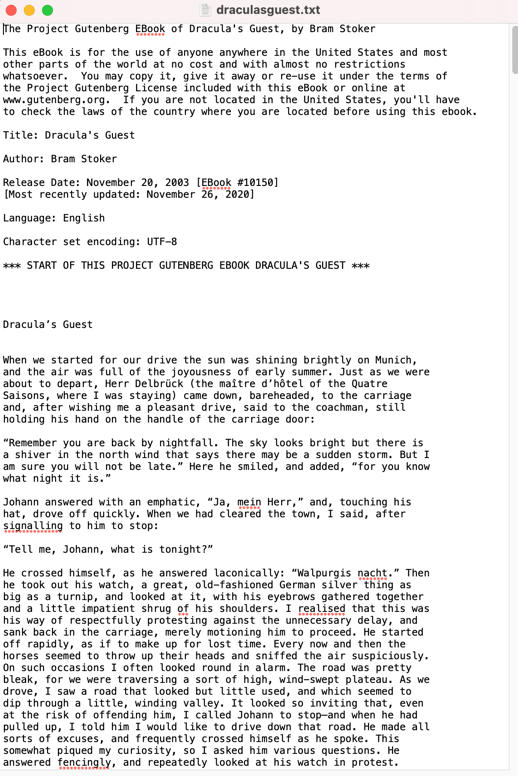 draculasguest.txt
The Project Gutenberg EBook of Dracula's Guest, by Bram Stoker
This eBook is for the use of anyone anywhere in the United States and most
other parts of the world at no cost and with almost no restrictions
whatsoever.  You may copy it, give it away or re-use it under the terms of
the Project Gutenberg License included with this eBook or online at
www.gutenberg.org.  If you are not located in the United States, you'll have
to check the laws of the country where you are located before using this ebook.
Title: Dracula's Guest
Author: Bram Stoker
Release Date: November 20, 2003 [EBook #10150]
[Most recently updated: November 26, 2020]
Language: English
Character set encoding: UTF-8
*** START OF THIS PROJECT GUTENBERG EBOOK DRACULA'S GUEST ***
Dracula’s Guest
When we started for our drive the sun was shining brightly on Munich,
and the air was full of the joyousness of early summer. Just as we were
about to depart, Herr Delbrück (the maître d’hôtel of the Quatre
Saisons, where I was staying) came down, bareheaded, to the carriage
and, after wishing me a pleasant drive, said to the coachman, still
holding his hand on the handle of the carriage door:
“Remember you are back by nightfall. The sky looks bright but there is
a shiver in the north wind that says there may be a sudden storm. But I
am sure you will not be late.” Here he smiled, and added, “for you know
what night it is.”
Johann answered with an emphatic, “Ja, mein Herr,” and, touching his
hat, drove off quickly. When we had cleared the town, I said, after
signalling to him to stop:
“Tell me, Johann, what is tonight?”
He crossed himself, as he answered laconically: “Walpurgis nacht.” Then
he took out his watch, a great, old-fashioned German silver thing as
big as a turnip, and looked at it, with his eyebrows gathered together
and a little impatient shrug of his shoulders. I realised that this was
his way of respectfully protesting against the unnecessary delay, and
sank back in the carriage, merely motioning him to proceed. He started
off rapidly, as if to make up for lost time. Every now and then the
horses seemed to throw up their heads and sniffed the air suspiciously.
On such occasions I often looked round in alarm. The road was pretty
bleak, for we were traversing a sort of high, wind-swept plateau. As we
drove, I saw a road that looked but little used, and which seemed to
dip through a little, winding valley. It looked so inviting that, even
at the risk of offending him, I called Johann to stop—and when he had
pulled up, I told him I would like to drive down that road. He made all
sorts of excuses, and frequently crossed himself as he spoke. This
somewhat piqued my curiosity, so I asked him various questions. He
answered fencingly, and repeatedly looked at his watch in protest.